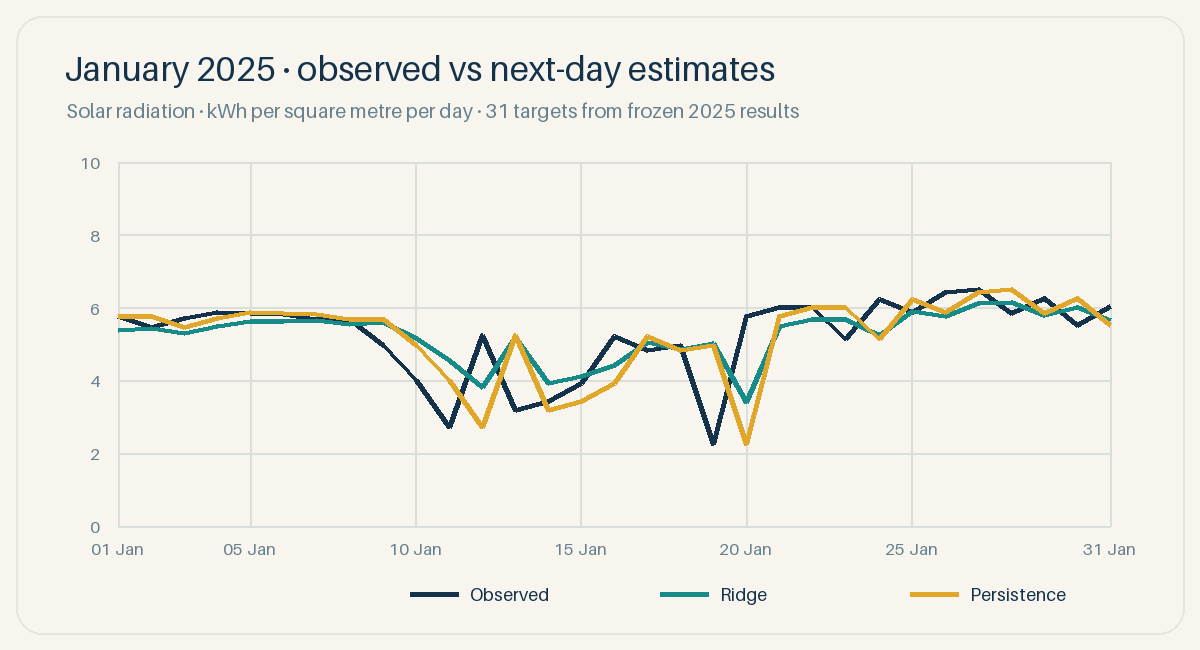 January 2025 · observed vs next-day estimates
Solar radiation · kWh per square metre per day · 31 targets from frozen 2025 results
10
8
6
4
2
0
01 Jan 05 Jan 10 Jan 15 Jan 20 Jan 25 Jan 31 Jan
Observed Ridge Persistence